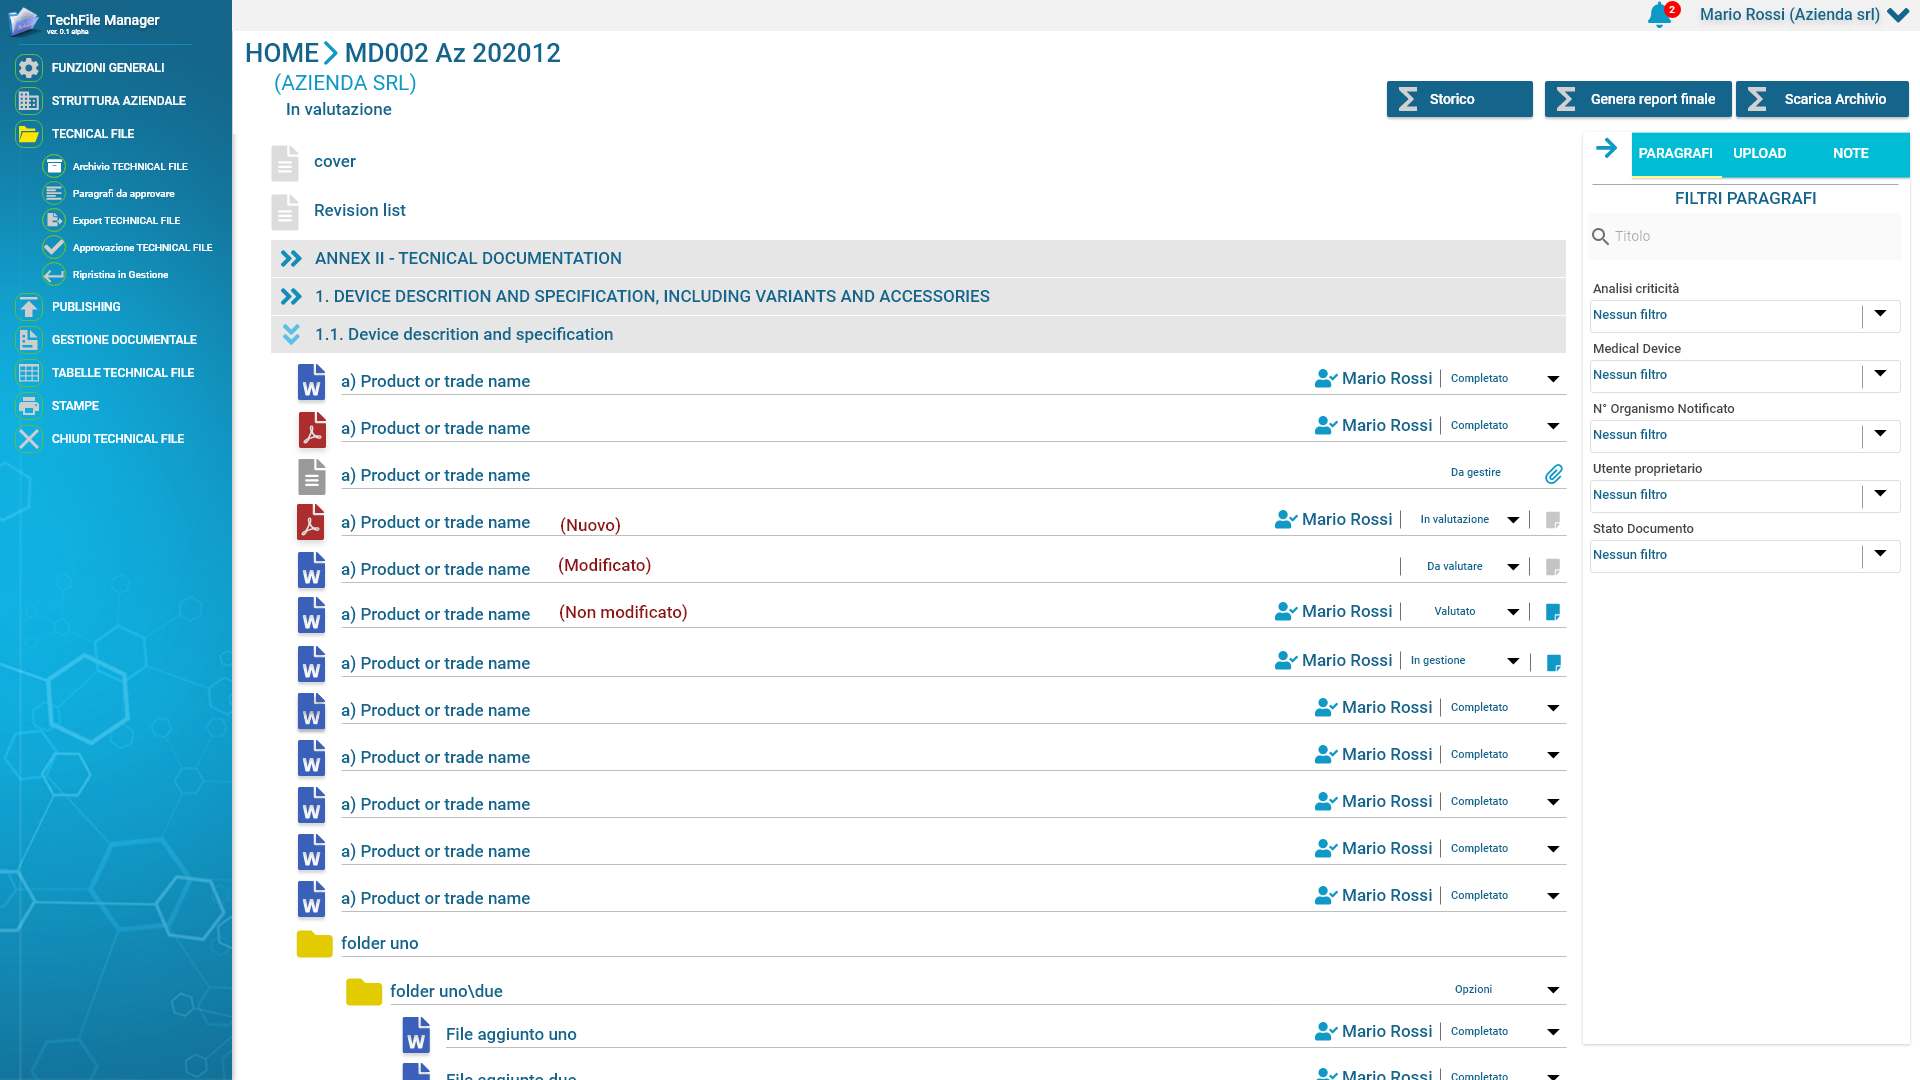 TechFile Manager
ver. 0.1 alpha
FUNZIONI GENERALI
STRUTTURA AZIENDALE
TECNICAL FILE
Archivio TECHNICAL FILE
Paragrafi da approvare
Export TECHNICAL FILE
Approvazione TECHNICAL FILE
Ripristina in Gestione
PUBLISHING
GESTIONE DOCUMENTALE
TABELLE TECHNICAL FILE
STAMPE
CHIUDI TECHNICAL FILE
2
Mario Rossi (Azienda srl)
HOME MD002 Az 202012
(AZIENDA SRL)
In valutazione
Storico
Genera report finale
Scarica Archivio
cover
Revision list
ANNEX II - TECNICAL DOCUMENTATION
1. DEVICE DESCRITION AND SPECIFICATION, INCLUDING VARIANTS AND ACCESSORIES
1.1. Device descrition and specification
a) Product or trade name Mario Rossi Completato
a) Product or trade name Mario Rossi Completato
a) Product or trade name Da gestire
a) Product or trade name (Nuovo) Mario Rossi In valutazione
a) Product or trade name (Modificato) Da valutare
a) Product or trade name (Non modificato) Mario Rossi Valutato
a) Product or trade name Mario Rossi In gestione
a) Product or trade name Mario Rossi Completato
a) Product or trade name Mario Rossi Completato
a) Product or trade name Mario Rossi Completato
a) Product or trade name Mario Rossi Completato
a) Product or trade name Mario Rossi Completato
folder uno
folder uno\due Opzioni
File aggiunto uno Mario Rossi Completato
File aggiunto due Mario Rossi Completato
PARAGRAFI UPLOAD NOTE
FILTRI PARAGRAFI
Titolo
Analisi criticità
Nessun filtro
Medical Device
Nessun filtro
N° Organismo Notificato
Nessun filtro
Utente proprietario
Nessun filtro
Stato Documento
Nessun filtro